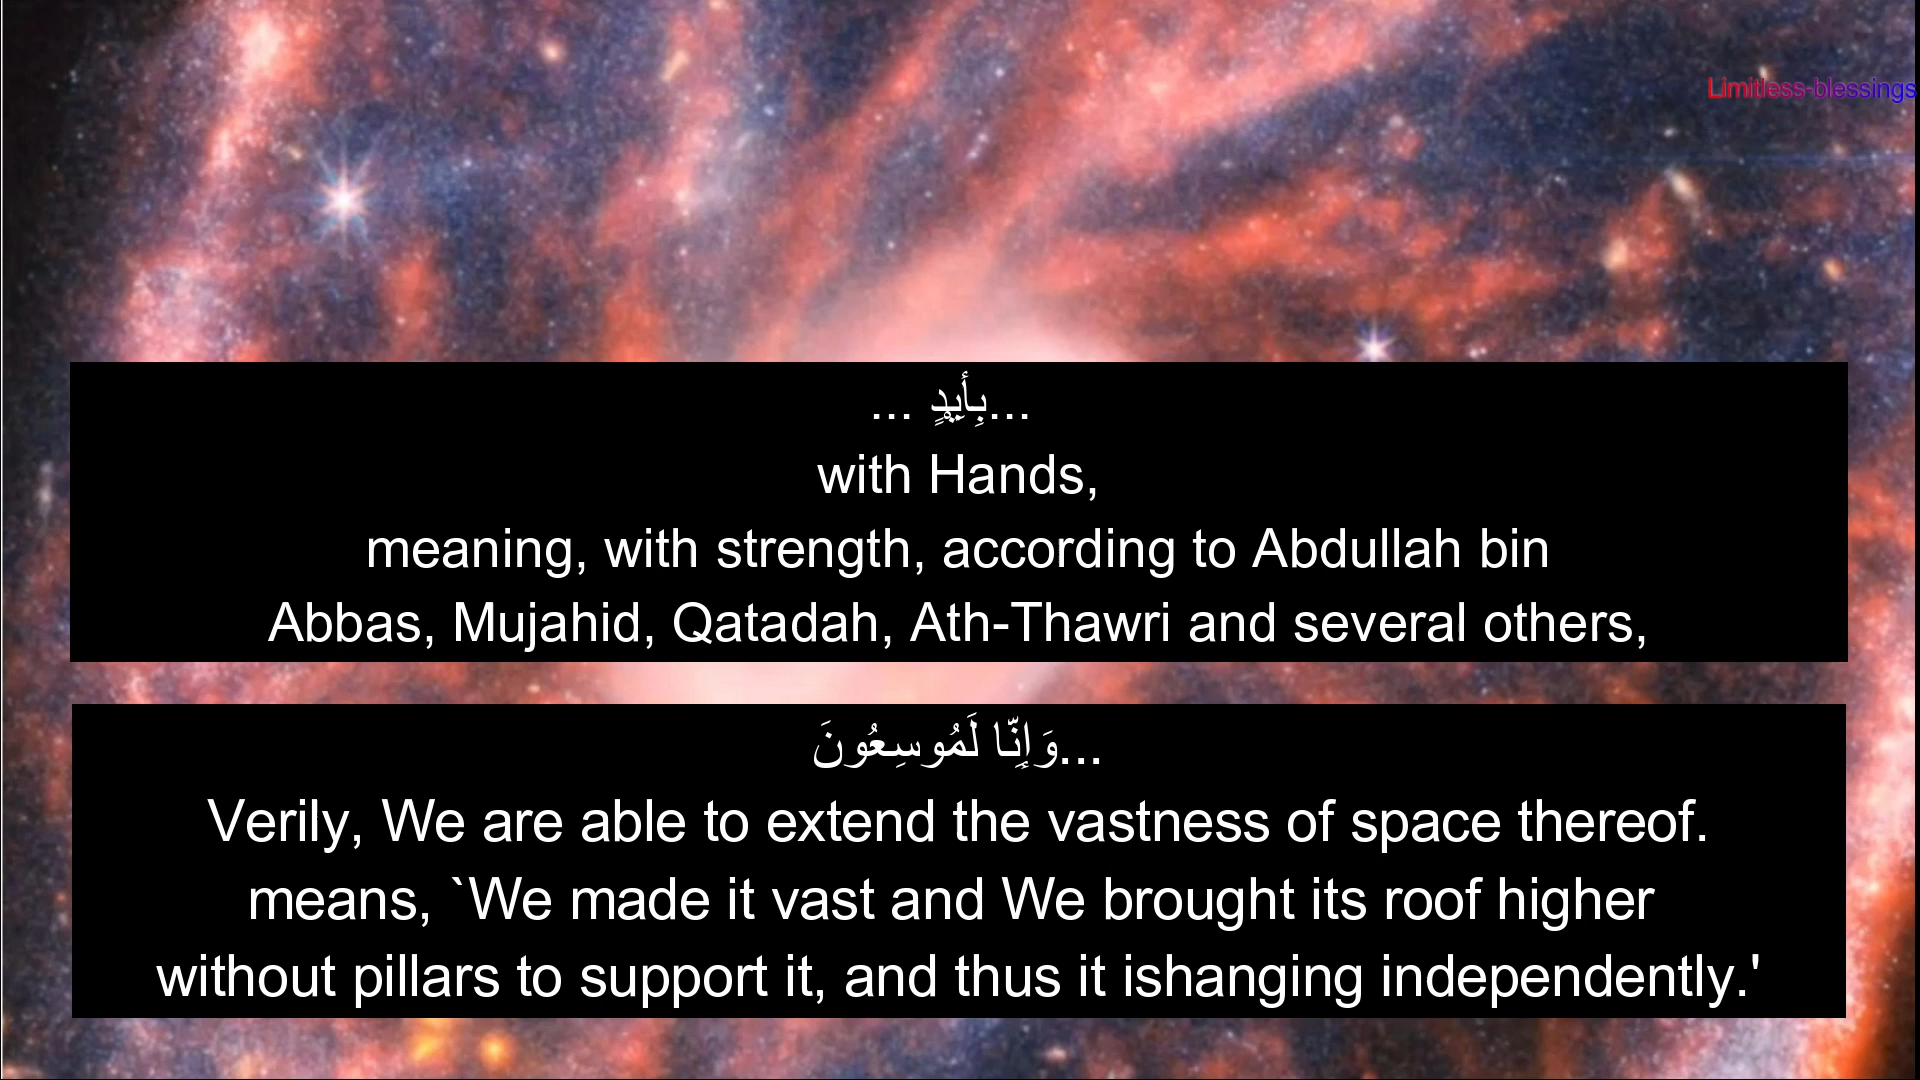 Limitless-blessings
... بِأَيْيدٍ...
with Hands,
meaning, with strength, according to Abdullah bin
Abbas, Mujahid, Qatadah, Ath-Thawri and several others,
...وَإِنَّا لَمُوسِعُونَ
Verily, We are able to extend the vastness of space thereof.
means, `We made it vast and We brought its roof higher
without pillars to support it, and thus it ishanging independently.'